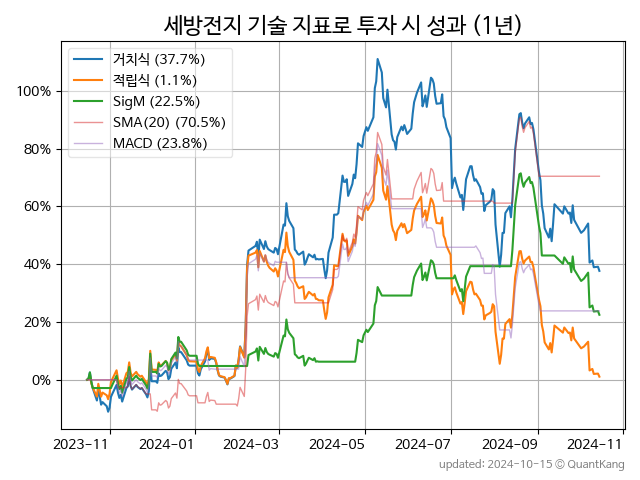 세방전지 기술 지표로 투자 시 성과 (1년)
거치식 (37.7%)
적립식 (1.1%)
SigM (22.5%)
SMA(20) (70.5%)
MACD (23.8%)
100%
80%
60%
40%
20%
0%
2023-11 2024-01 2024-03 2024-05 2024-07 2024-09 2024-11
updated: 2024-10-15 © QuantKang